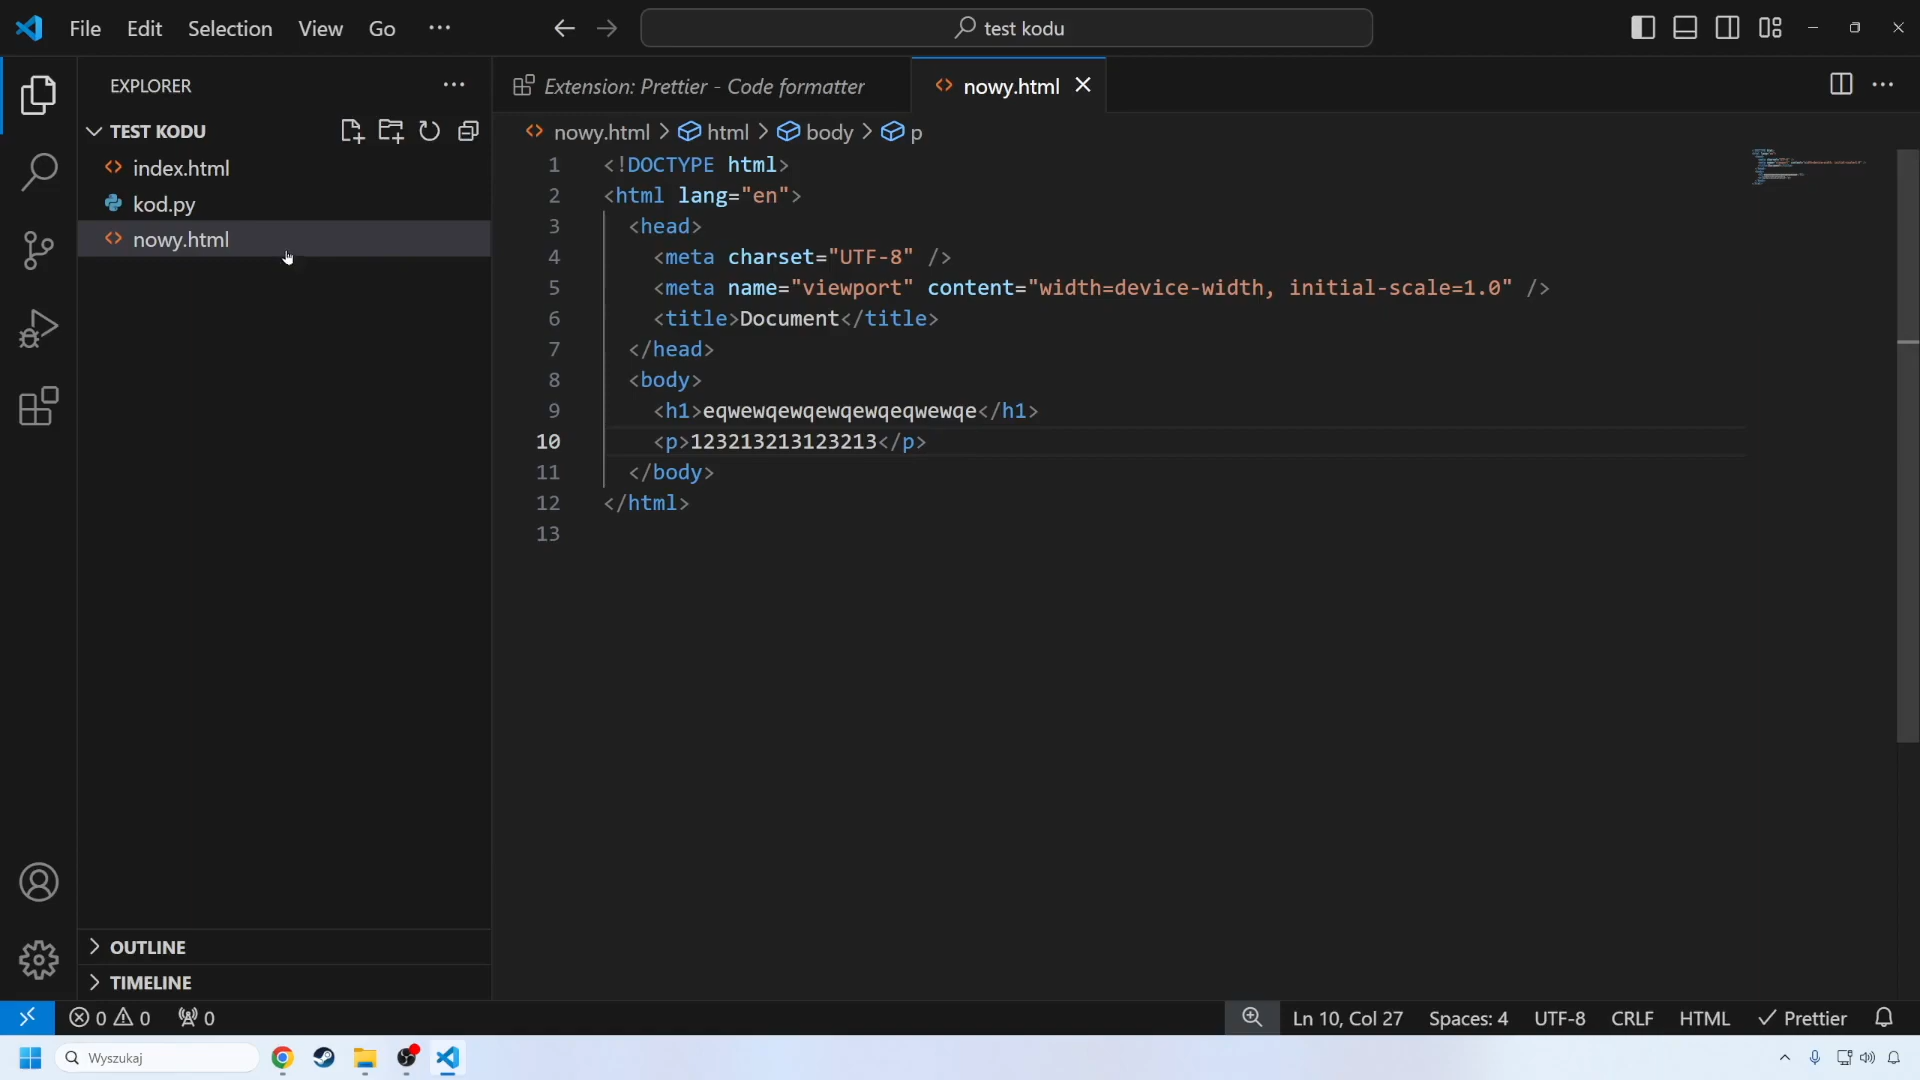 File Edit Selection View Go ··· test kodu
EXPLORER ···
TEST KODU
index.html
kod.py
nowy.html
OUTLINE
TIMELINE
Extension: Prettier - Code formatter
nowy.html
nowy.html > html > body > p
1 <!DOCTYPE html>
2 <html lang="en">
3 <head>
4 <meta charset="UTF-8" />
5 <meta name="viewport" content="width=device-width, initial-scale=1.0" />
6 <title>Document</title>
7 </head>
8 <body>
9 <h1>eqwewqewqewqewqeqwewqe</h1>
10 <p>123213213123213</p>
11 </body>
12 </html>
13
0 0 0 Ln 10, Col 27 Spaces: 4 UTF-8 CRLF HTML Prettier
Wyszukaj